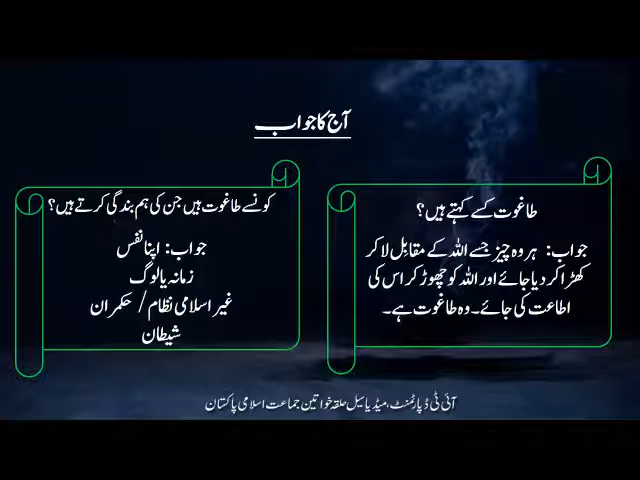 آج کا جواب
طاغوت کسے کہتے ہیں؟
جواب: ہر وہ چیز جسے اللہ کے مقابِل لا کر
کھڑا کر دیا جائے اور اللہ کو چھوڑ کر اس کی
اطاعت کی جائے۔ وہ طاغوت ہے۔
کونسے طاغوت ہیں جن کی ہم بندگی کرتے ہیں؟
جواب: اپنا نفس
زمانہ یا لوگ
غیر اسلامی نظام / حکمران
شیطان
آئی ٹی ڈپارٹمنٹ، میڈیا سیل حلقہ خواتین جماعت اسلامی پاکستان